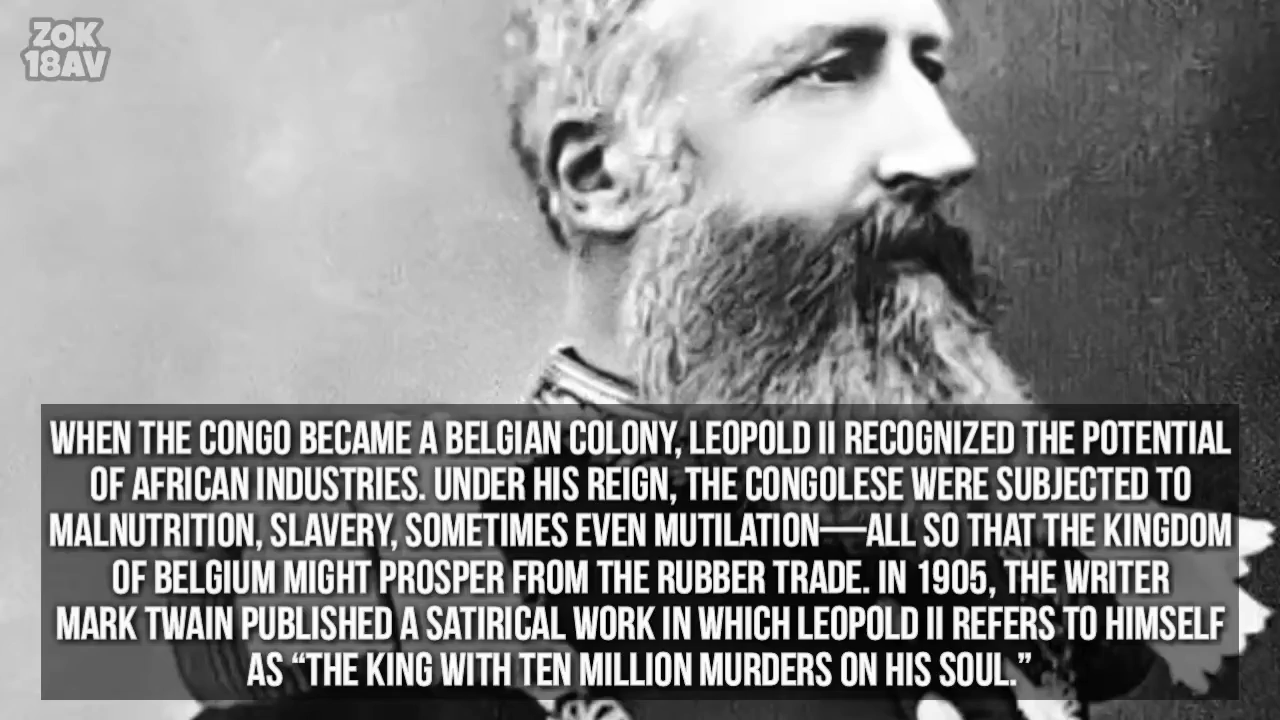 ZOK
18AV
WHEN THE CONGO BECAME A BELGIAN COLONY, LEOPOLD II RECOGNIZED THE POTENTIAL
OF AFRICAN INDUSTRIES. UNDER HIS REIGN, THE CONGOLESE WERE SUBJECTED TO
MALNUTRITION, SLAVERY, SOMETIMES EVEN MUTILATION—ALL SO THAT THE KINGDOM
OF BELGIUM MIGHT PROSPER FROM THE RUBBER TRADE. IN 1905, THE WRITER
MARK TWAIN PUBLISHED A SATIRICAL WORK IN WHICH LEOPOLD II REFERS TO HIMSELF
AS “THE KING WITH TEN MILLION MURDERS ON HIS SOUL.”